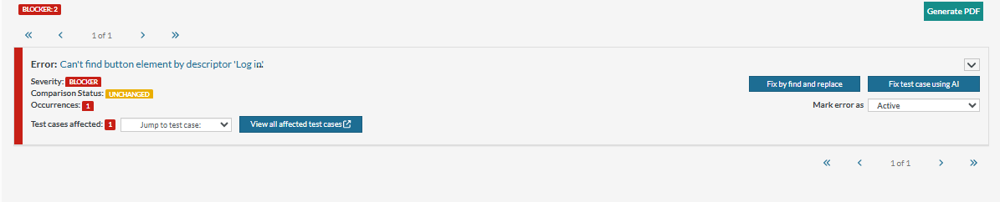 BLOCKER: 2
Generate PDF
« ‹ 1 of 1 › »
Error: Can't find button element by descriptor 'Log in.'
Severity: BLOCKER
Comparison Status: UNCHANGED
Occurrences: 1
Test cases affected: 1 Jump to test case: View all affected test cases
Fix by find and replace Fix test case using AI
Mark error as Active
« ‹ 1 of 1 › »